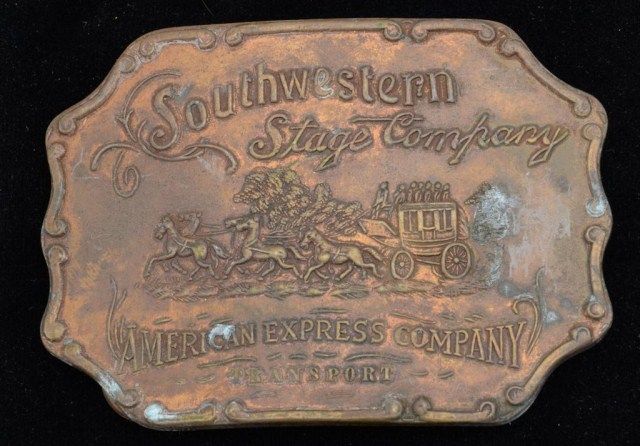 Southwestern
Stage Company
AMERICAN EXPRESS COMPANY
TRANSPORT